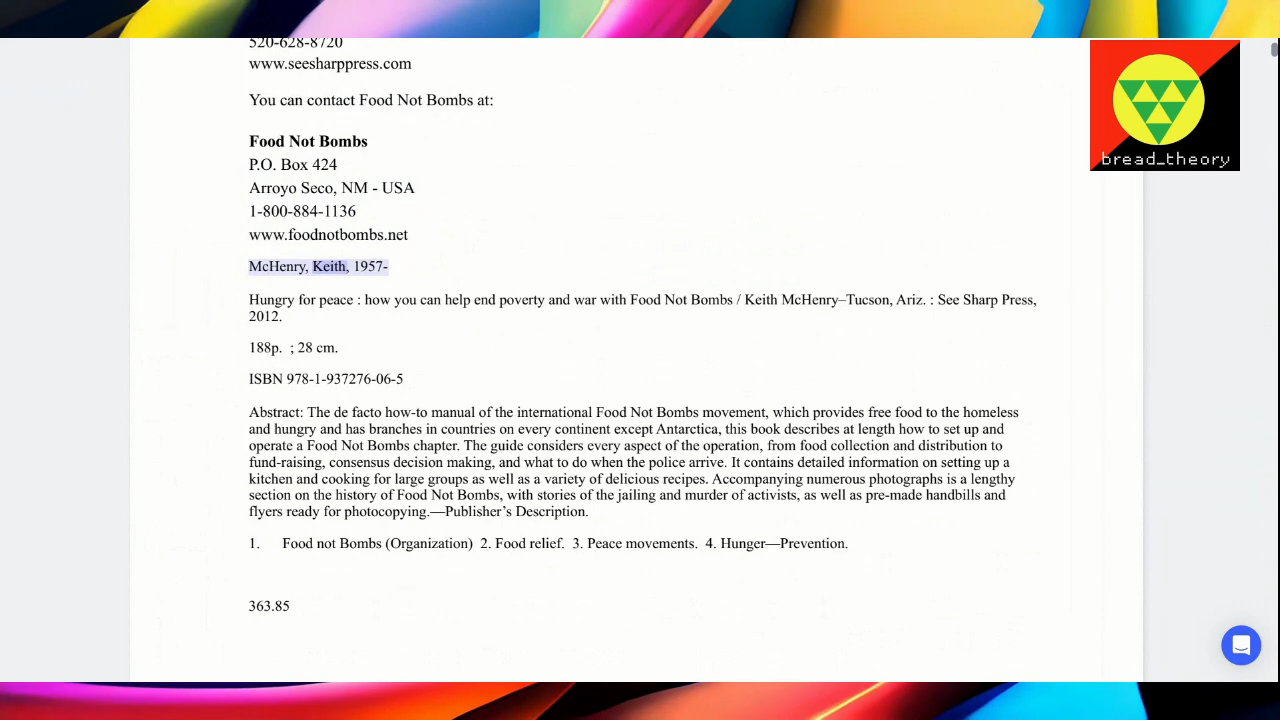 520-628-8720
www.seesharppress.com
You can contact Food Not Bombs at:
Food Not Bombs
P.O. Box 424
Arroyo Seco, NM - USA
1-800-884-1136
www.foodnotbombs.net
McHenry, Keith, 1957-
Hungry for peace : how you can help end poverty and war with Food Not Bombs / Keith McHenry–Tucson, Ariz. : See Sharp Press,
2012.
188p.  ; 28 cm.
ISBN 978-1-937276-06-5
Abstract: The de facto how-to manual of the international Food Not Bombs movement, which provides free food to the homeless
and hungry and has branches in countries on every continent except Antarctica, this book describes at length how to set up and
operate a Food Not Bombs chapter. The guide considers every aspect of the operation, from food collection and distribution to
fund-raising, consensus decision making, and what to do when the police arrive. It contains detailed information on setting up a
kitchen and cooking for large groups as well as a variety of delicious recipes. Accompanying numerous photographs is a lengthy
section on the history of Food Not Bombs, with stories of the jailing and murder of activists, as well as pre-made handbills and
flyers ready for photocopying.—Publisher’s Description.
1. Food not Bombs (Organization)  2. Food relief.  3. Peace movements.  4. Hunger—Prevention.
363.85
bread_theory